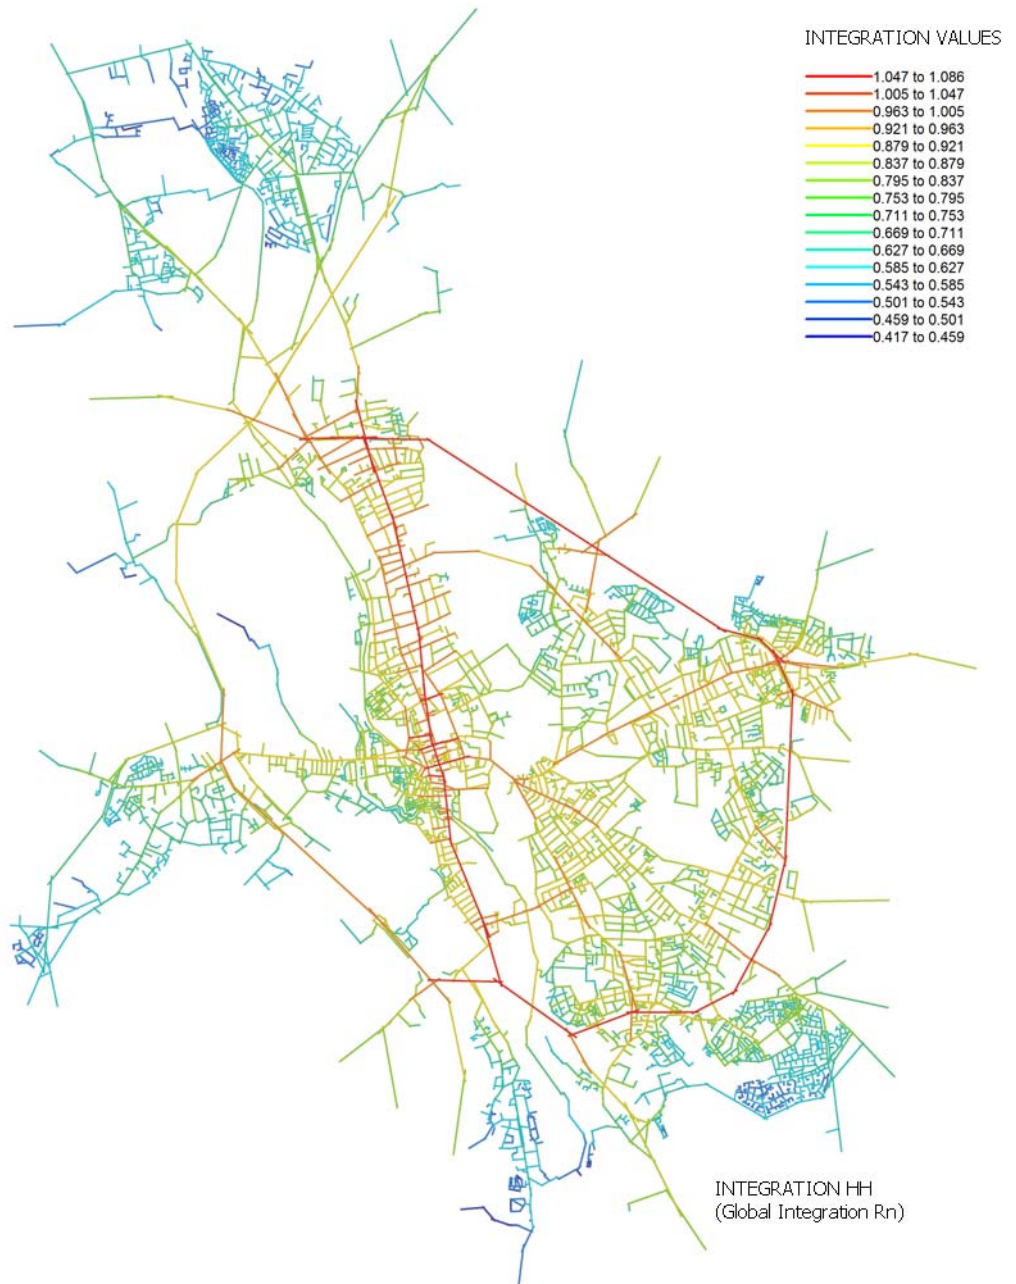 INTEGRATION VALUES
1.047 to 1.086
1.005 to 1.047
0.963 to 1.005
0.921 to 0.963
0.879 to 0.921
0.837 to 0.879
0.795 to 0.837
0.753 to 0.795
0.711 to 0.753
0.669 to 0.711
0.627 to 0.669
0.585 to 0.627
0.543 to 0.585
0.501 to 0.543
0.459 to 0.501
0.417 to 0.459
INTEGRATION HH
(Global Integration Rn)